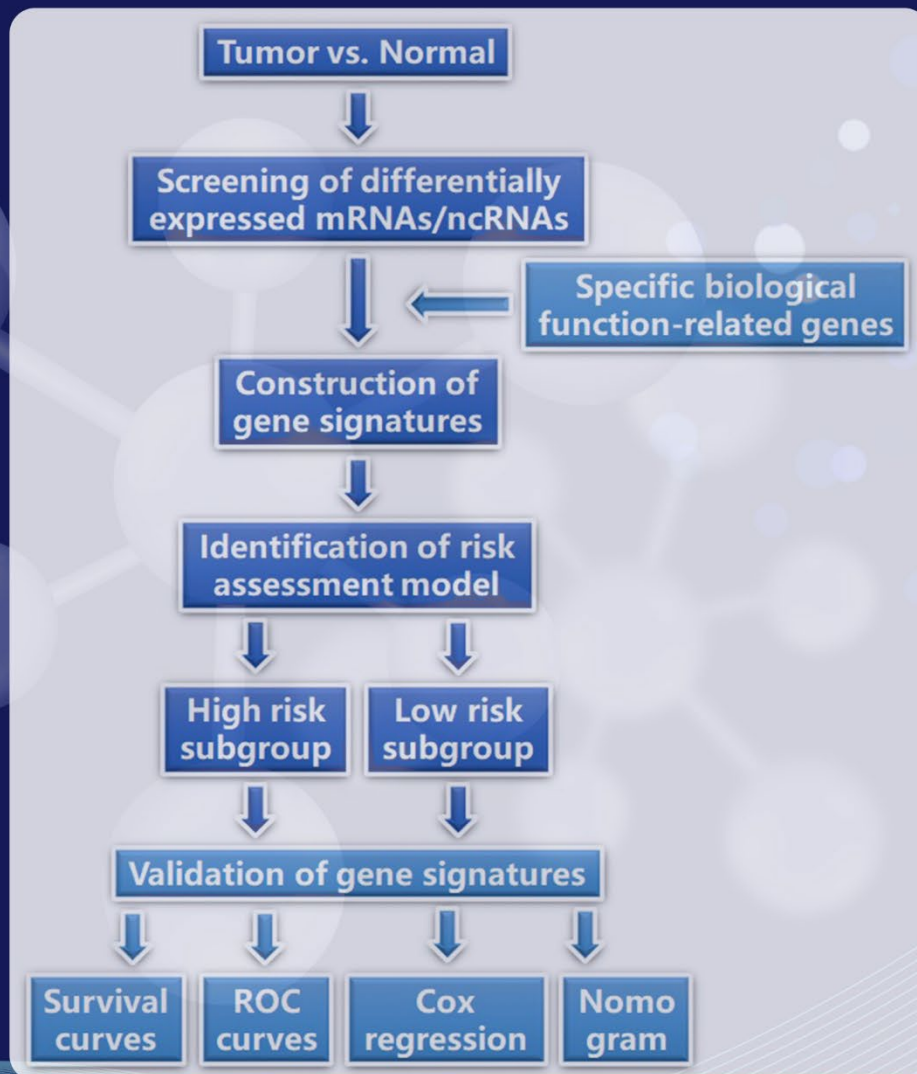 Tumor vs. Normal
Screening of differentially
expressed mRNAs/ncRNAs
Specific biological
function-related genes
Construction of
gene signatures
Identification of risk
assessment model
High risk
subgroup
Low risk
subgroup
Validation of gene signatures
Survival
curves
ROC
curves
Cox
regression
Nomo
gram